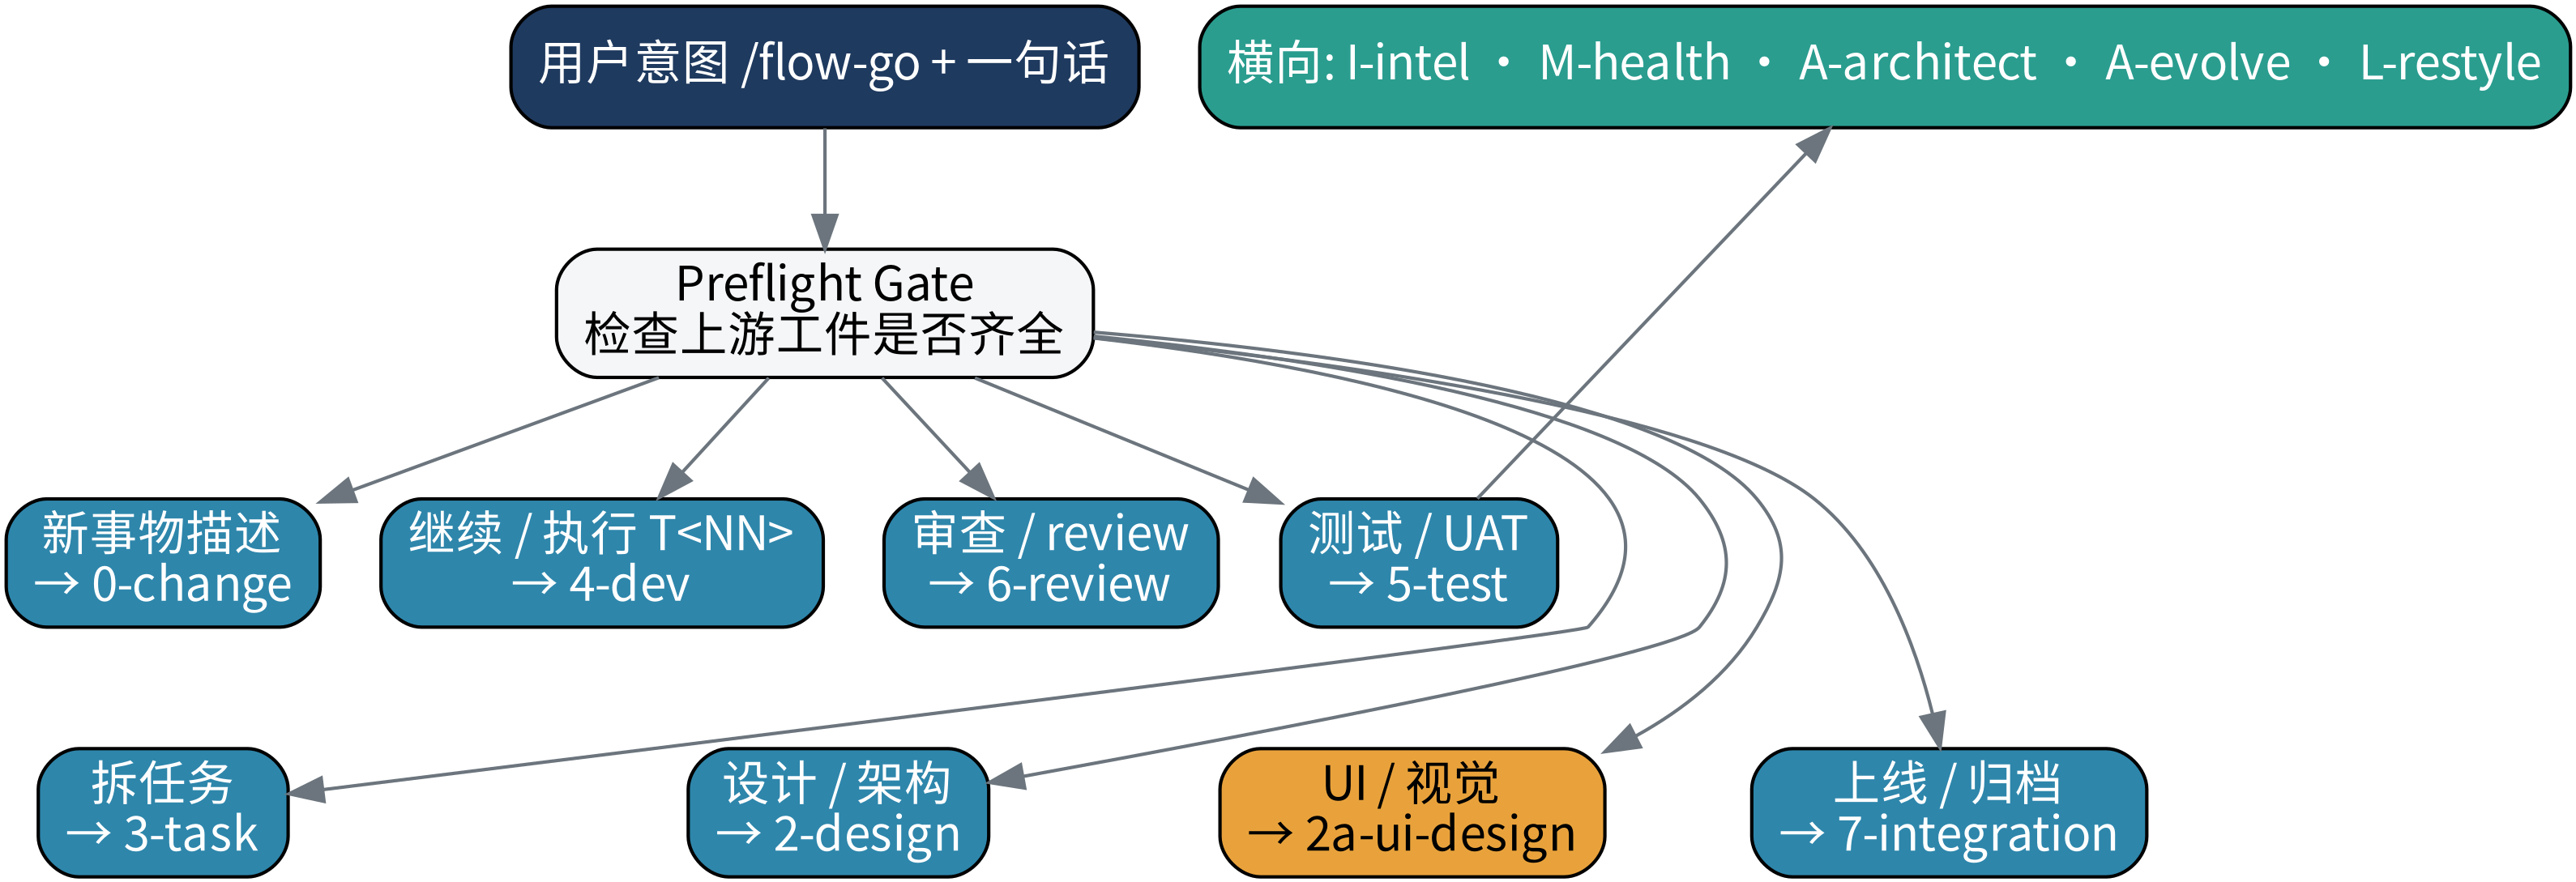 用户意图 /flow-go + 一句话
横向: I-intel · M-health · A-architect · A-evolve · L-restyle
Preflight Gate
检查上游工件是否齐全
新事物描述
→ 0-change
继续 / 执行 T<NN>
→ 4-dev
审查 / review
→ 6-review
测试 / UAT
→ 5-test
拆任务
→ 3-task
设计 / 架构
→ 2-design
UI / 视觉
→ 2a-ui-design
上线 / 归档
→ 7-integration